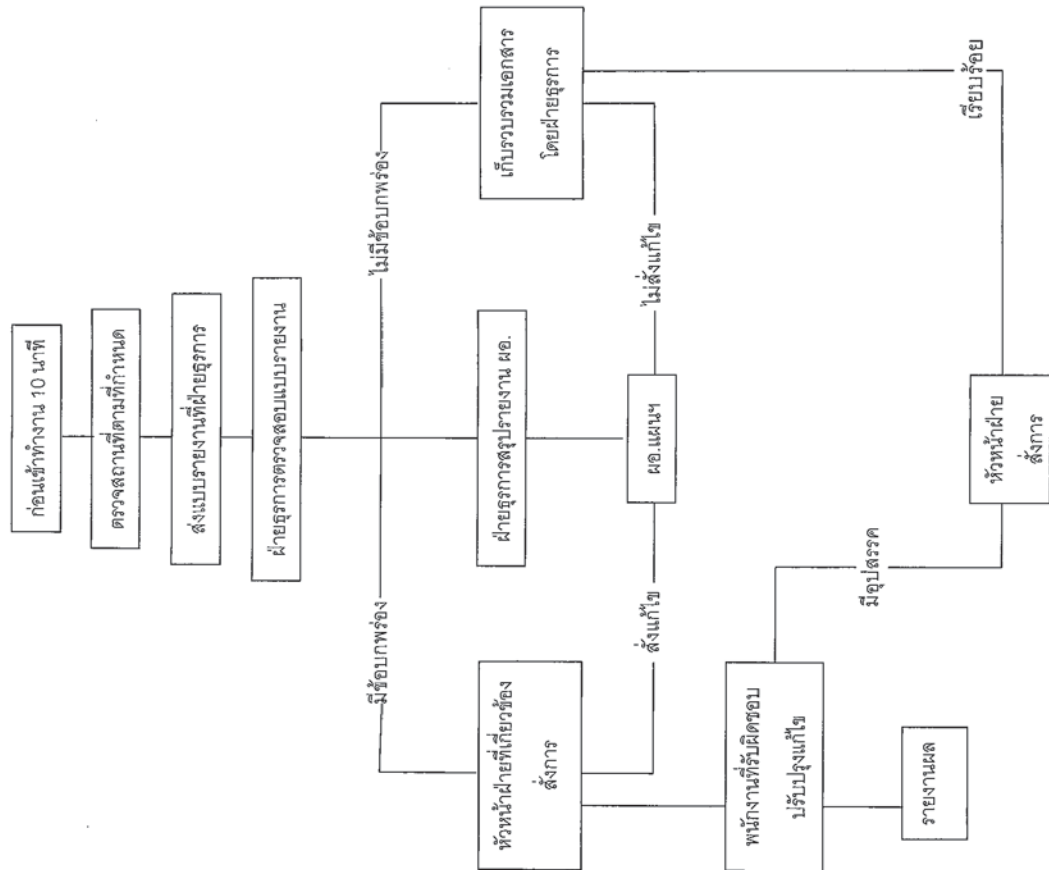 ก่อนเข้าทำงาน 10 นาที
ตรวจสถานที่ตามที่กำหนด
ส่งแบบรายงานที่ฝ่ายธุรการ
ฝ่ายธุรการตรวจสอบแบบรายงาน
มีข้อบกพร่อง
ไม่มีข้อบกพร่อง
หัวหน้าฝ่ายที่เกี่ยวข้อง
สั่งการ
ฝ่ายธุรการสรุปรายงาน ผอ.
เก็บรวบรวมเอกสาร
โดยฝ่ายธุรการ
สั่งแก้ไข
ผอ.แผนฯ
ไม่สั่งแก้ไข
พนักงานที่รับผิดชอบ
ปรับปรุงแก้ไข
มีอุปสรรค
เรียบร้อย
รายงานผล
หัวหน้าฝ่าย
สั่งการ